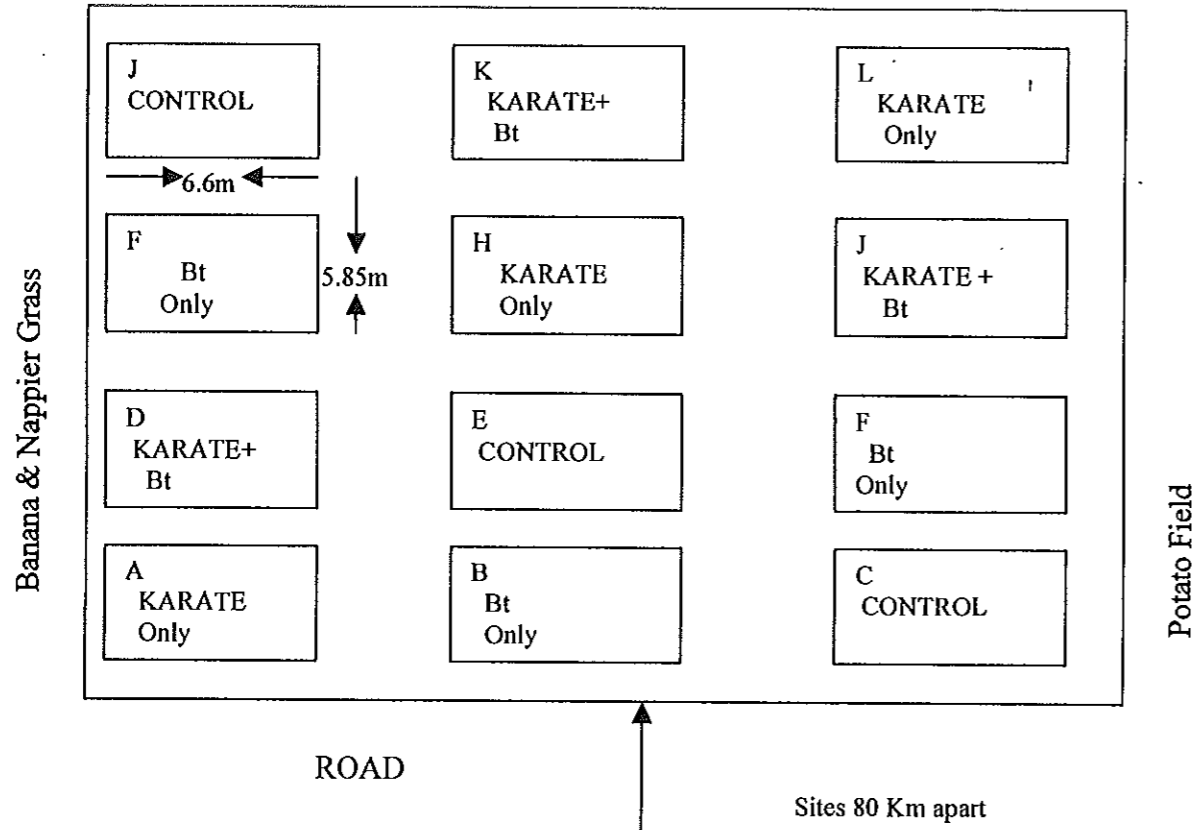 J
CONTROL
K
KARATE+
Bt
L
KARATE
Only
6.6m
F
Bt
Only
5.85m
H
KARATE
Only
J
KARATE +
Bt
D
KARATE+
Bt
E
CONTROL
F
Bt
Only
A
KARATE
Only
B
Bt
Only
C
CONTROL
Banana & Nappier Grass
Potato Field
ROAD
Sites 80 Km apart